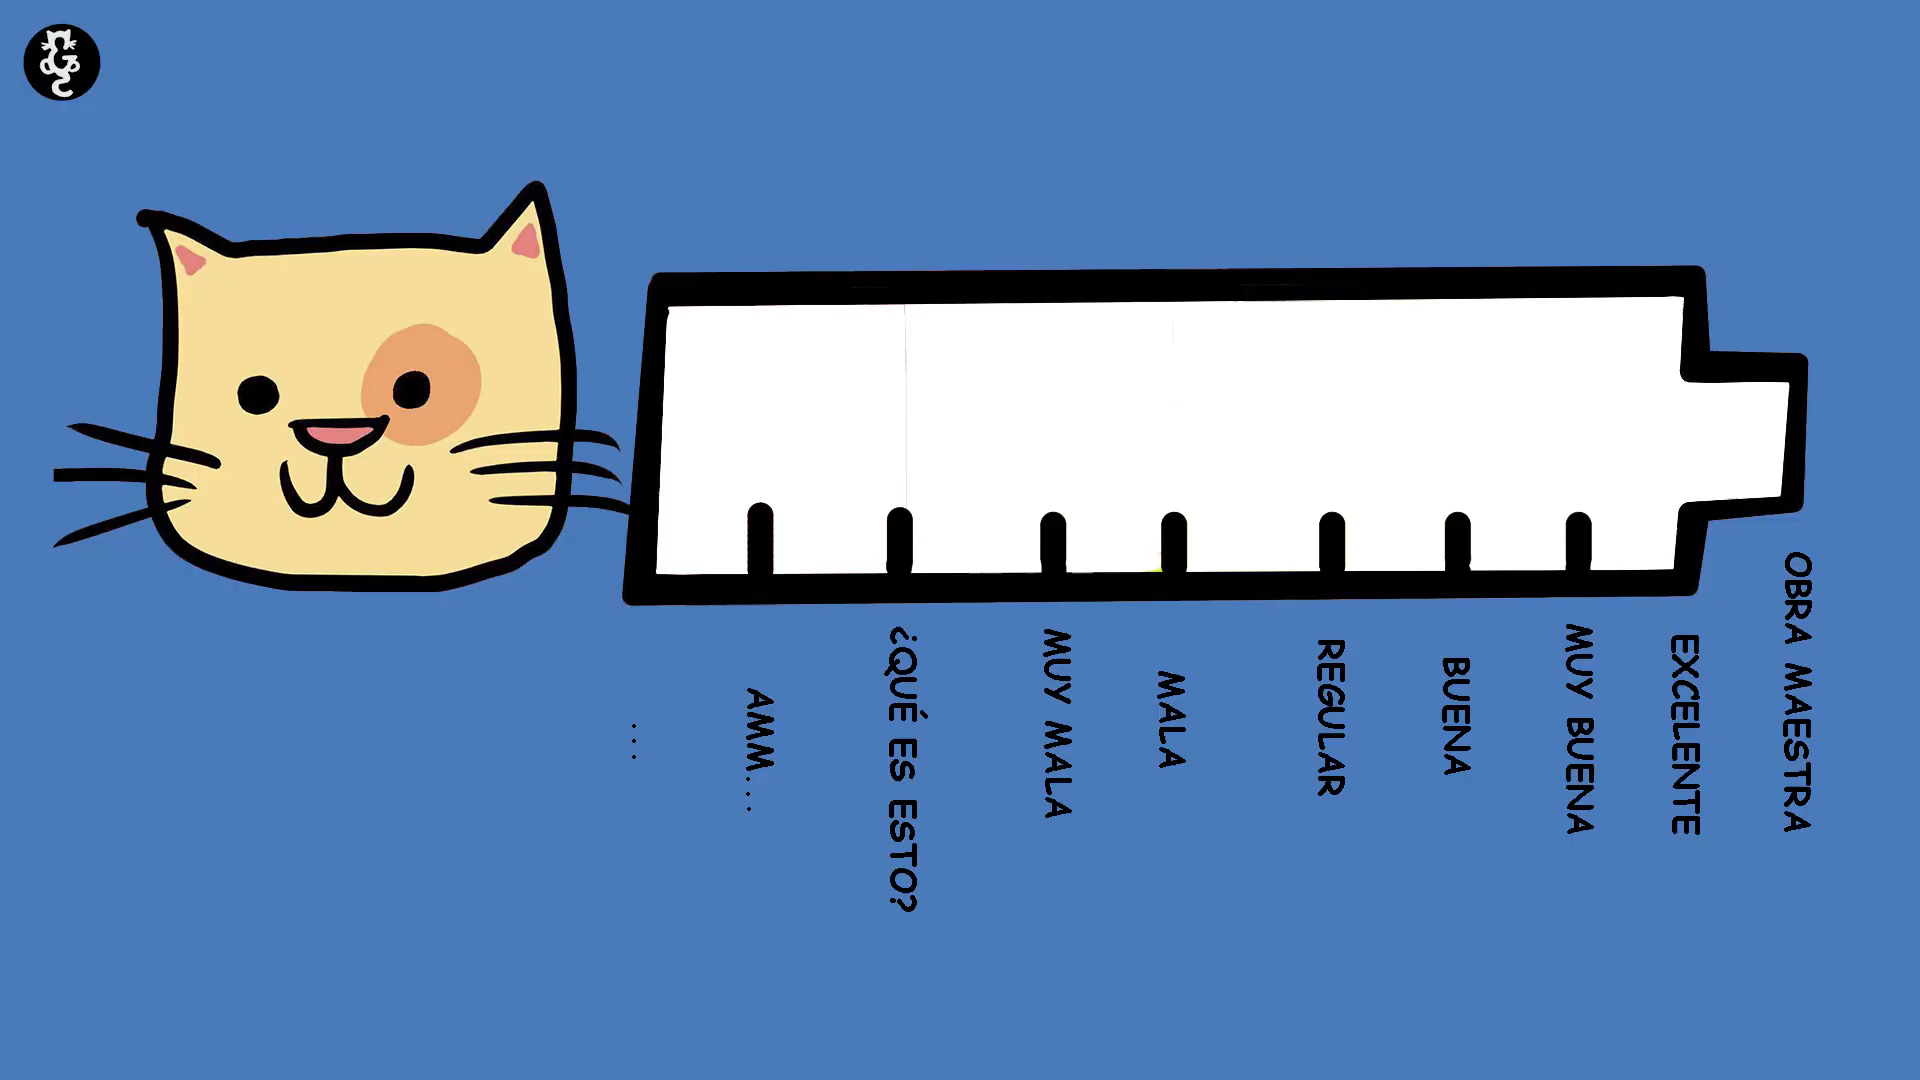 ...
AMM...
¿QUÉ ES ESTO?
MUY MALA
MALA
REGULAR
BUENA
MUY BUENA
EXCELENTE
OBRA MAESTRA